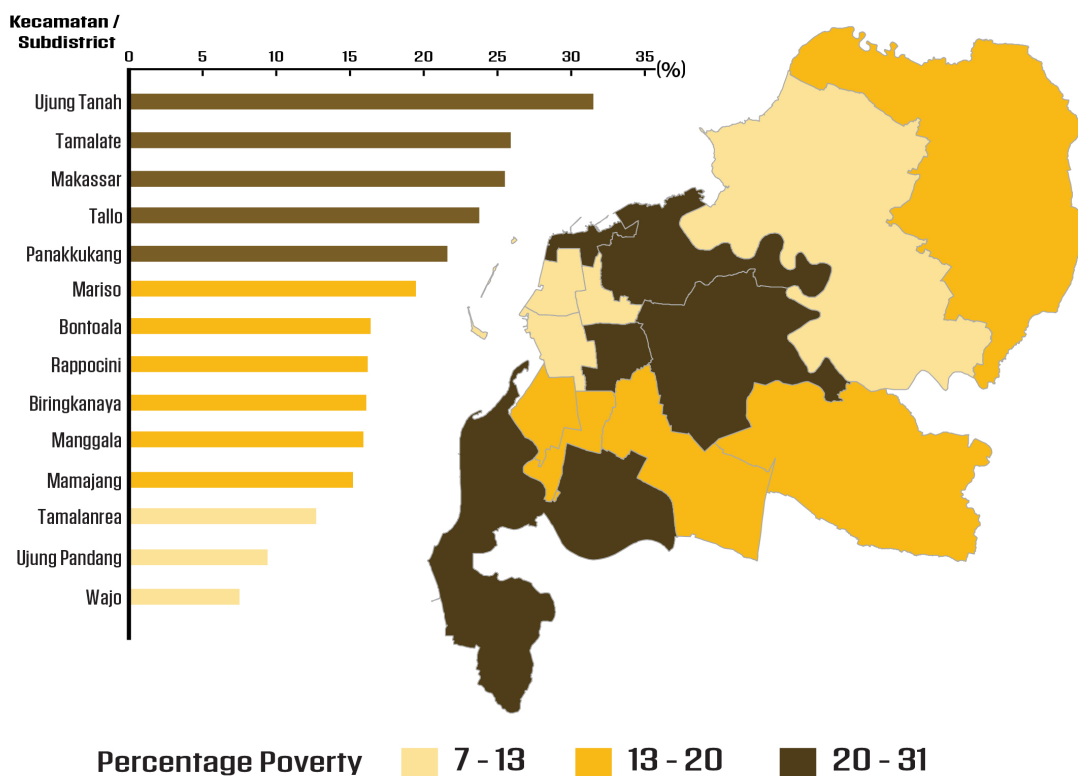 Kecamatan /
Subdistrict
0 5 10 15 20 25 30 35 (%)
Ujung Tanah
Tamalate
Makassar
Tallo
Panakkukang
Mariso
Bontoala
Rappocini
Biringkanaya
Manggala
Mamajang
Tamalanrea
Ujung Pandang
Wajo
Percentage Poverty 7 - 13 13 - 20 20 - 31